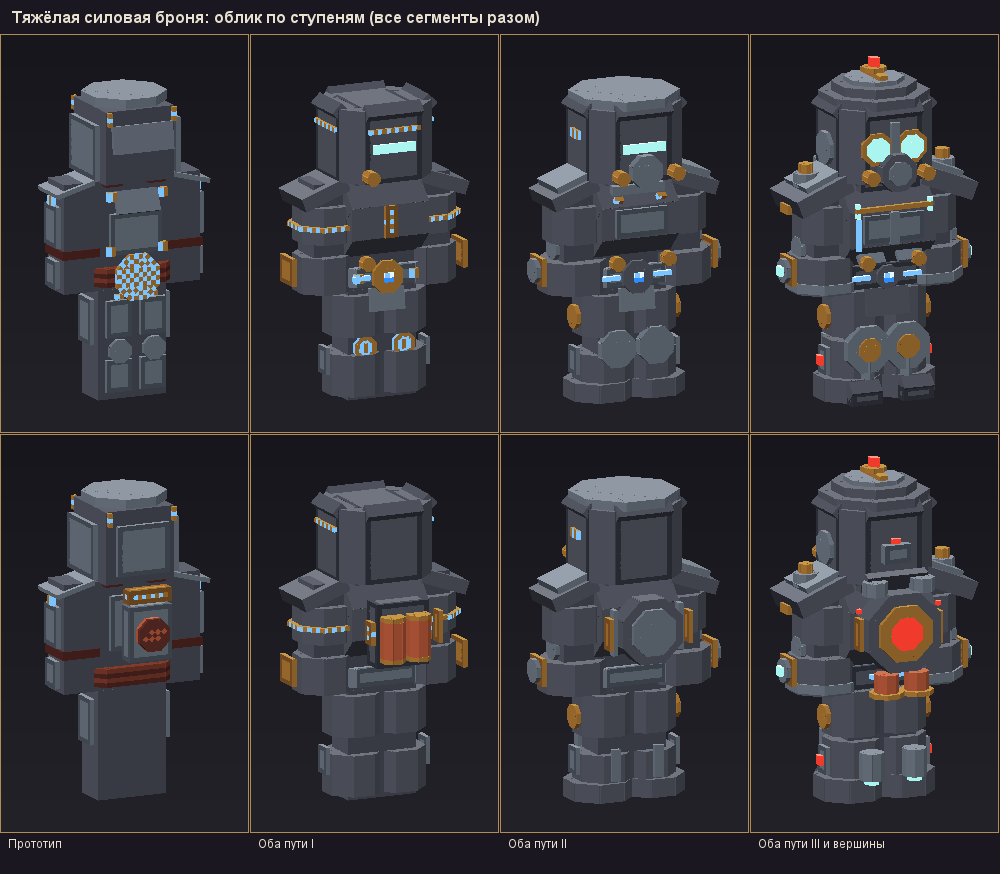 Тяжёлая силовая броня: облик по ступеням (все сегменты разом)
Прототип
Оба пути I
Оба пути II
Оба пути III и вершины